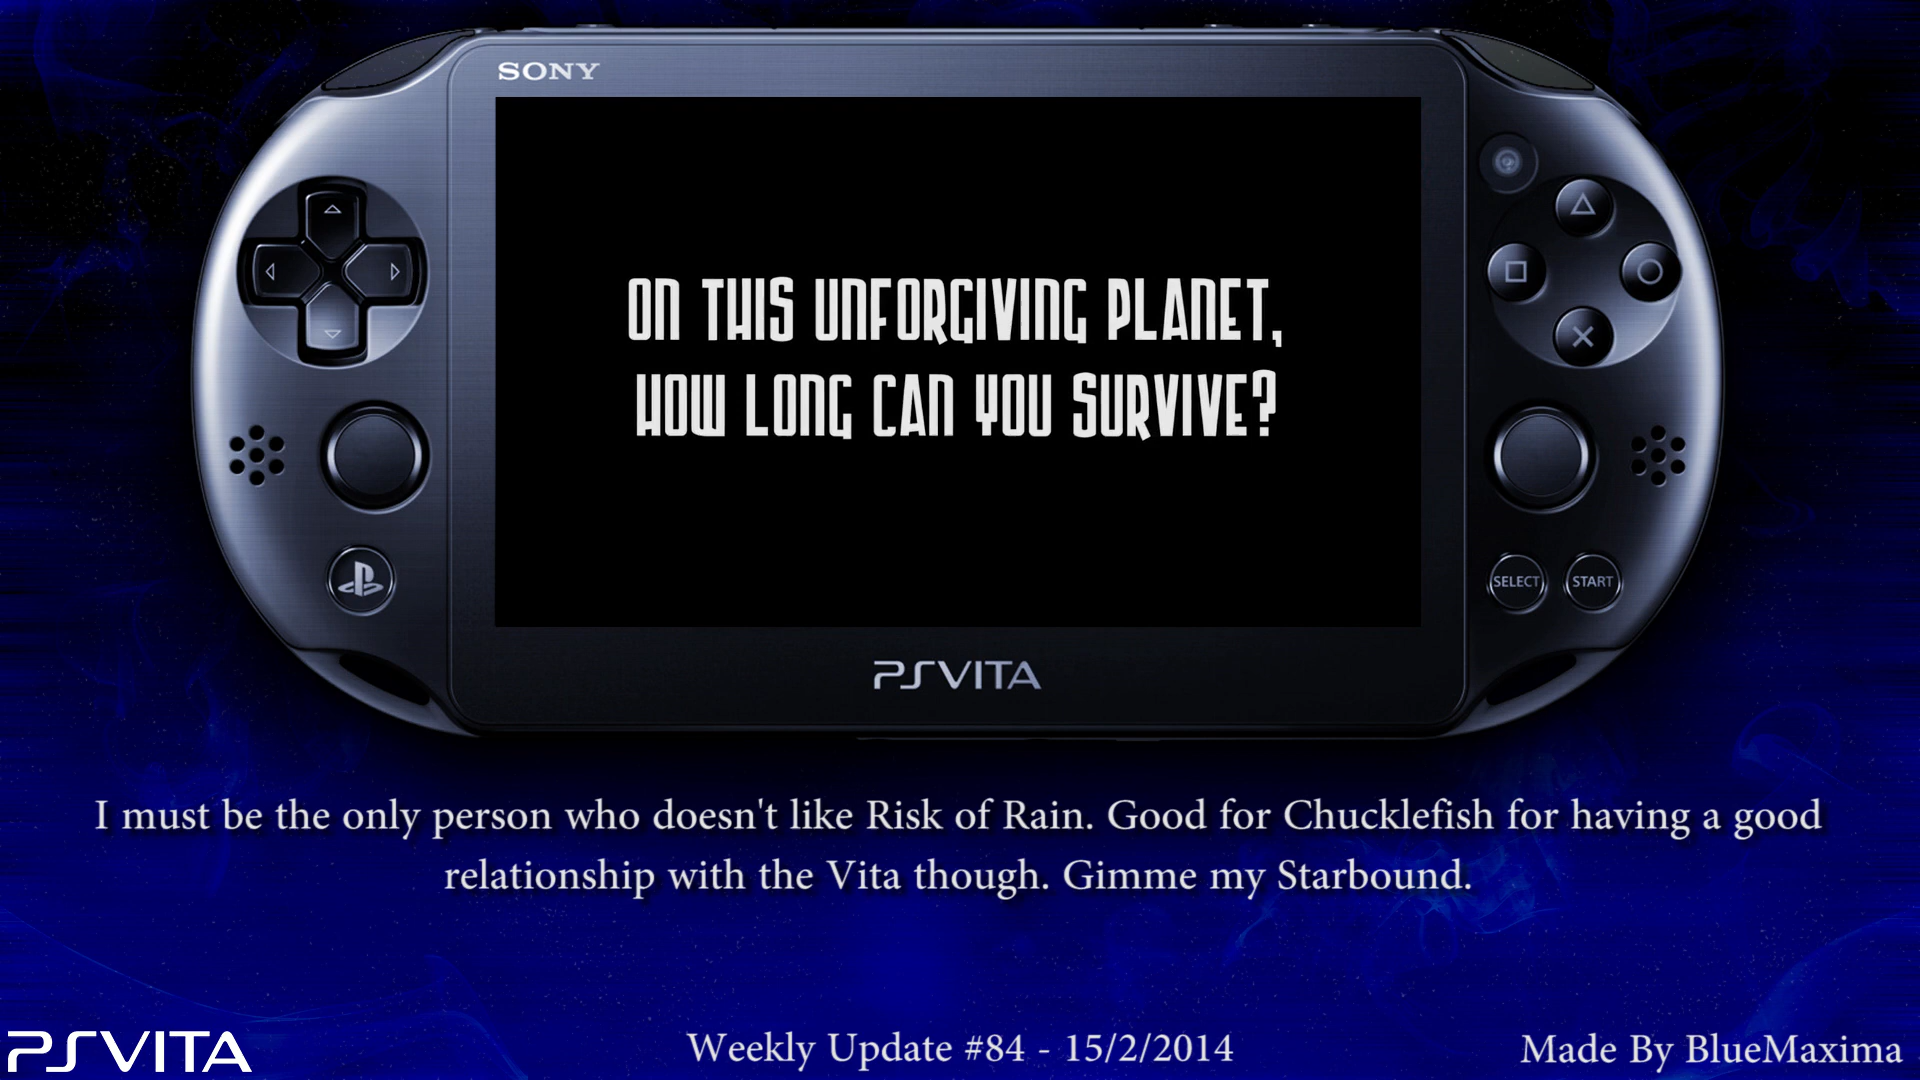 SONY
ON THIS UNFORGIVING PLANET,
HOW LONG CAN YOU SURVIVE?
SELECT START
PSVITA
I must be the only person who doesn't like Risk of Rain. Good for Chucklefish for having a good
relationship with the Vita though. Gimme my Starbound.
PSVITA Weekly Update #84 - 15/2/2014 Made By BlueMaxima